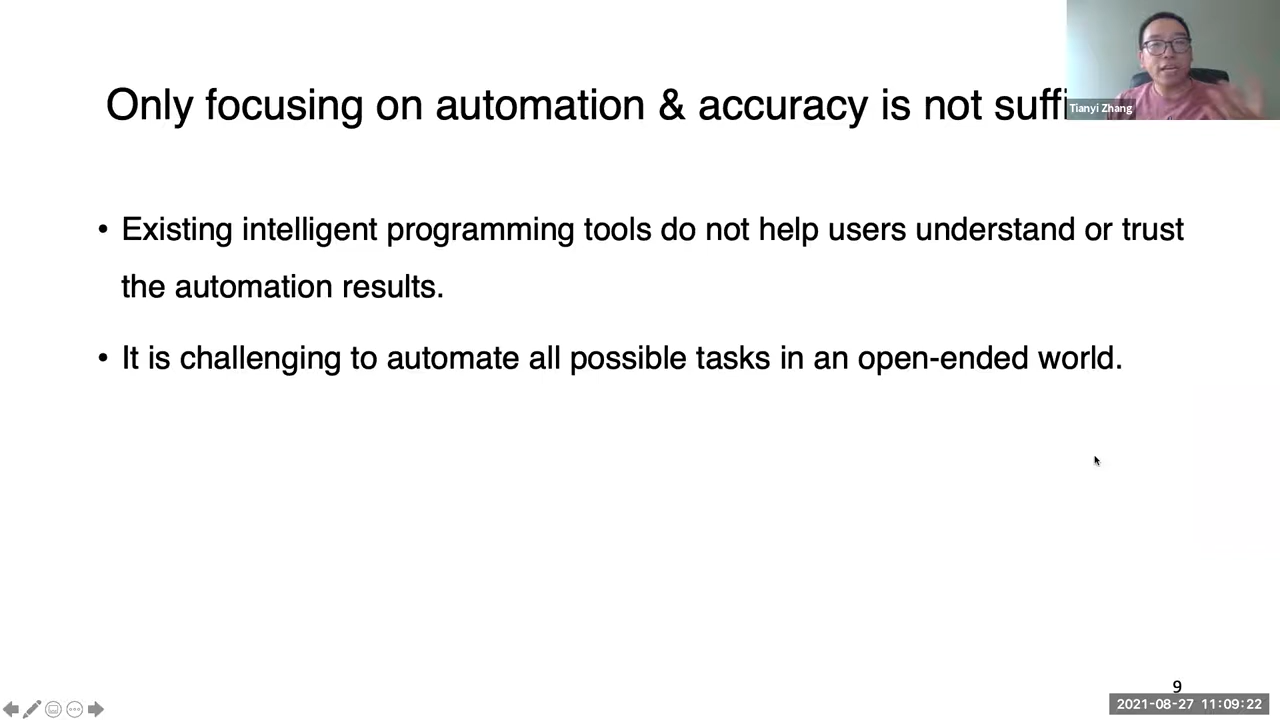 Only focusing on automation & accuracy is not suffi
Tianyi Zhang
• Existing intelligent programming tools do not help users understand or trust
the automation results.
• It is challenging to automate all possible tasks in an open-ended world.
9
2021-08-27 11:09:22